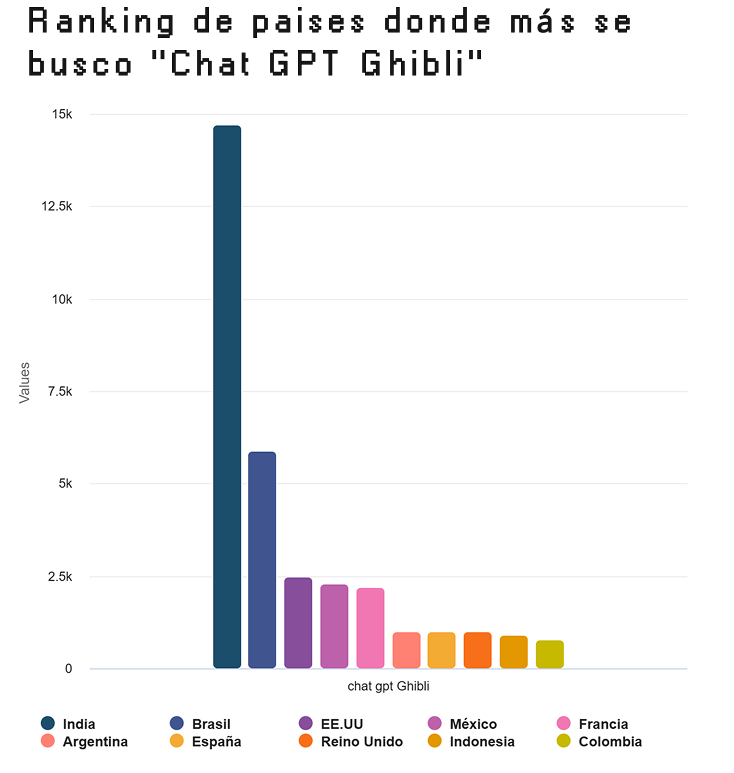 Ranking de paises donde más se
busco "Chat GPT Ghibli"
15k
12.5k
10k
7.5k
Values
5k
2.5k
0
chat gpt Ghibli
India Brasil EE.UU México Francia
Argentina España Reino Unido Indonesia Colombia